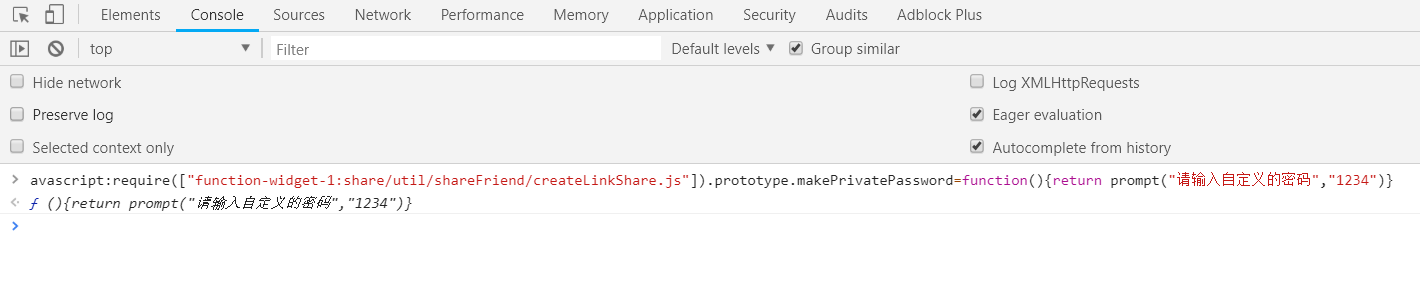 Elements Console Sources Network Performance Memory Application Security Audits Adblock Plus
top Filter Default levels Group similar
Hide network Log XMLHttpRequests
Preserve log Eager evaluation
Selected context only Autocomplete from history
avascript:require(["function-widget-1:share/util/shareFriend/createLinkShare.js"]).prototype.makePrivatePassword=function(){return prompt("请输入自定义的密码","1234")}
ƒ (){return prompt("请输入自定义的密码","1234")}